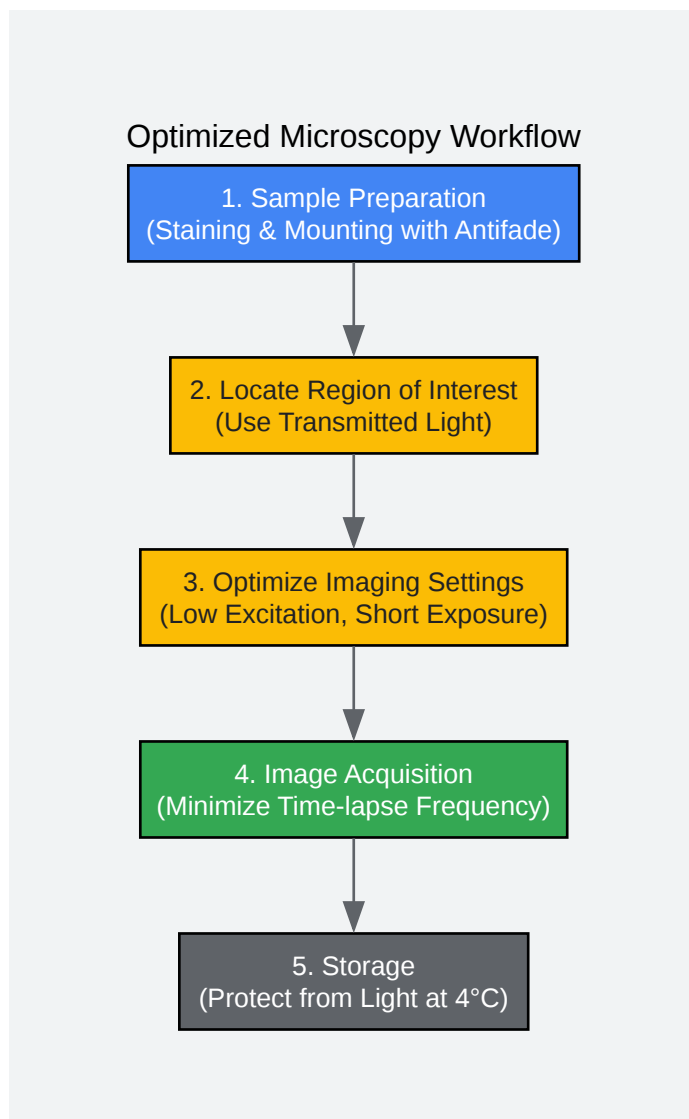 Optimized Microscopy Workflow
1. Sample Preparation
(Staining & Mounting with Antifade)
2. Locate Region of Interest
(Use Transmitted Light)
3. Optimize Imaging Settings
(Low Excitation, Short Exposure)
4. Image Acquisition
(Minimize Time-lapse Frequency)
5. Storage
(Protect from Light at 4°C)